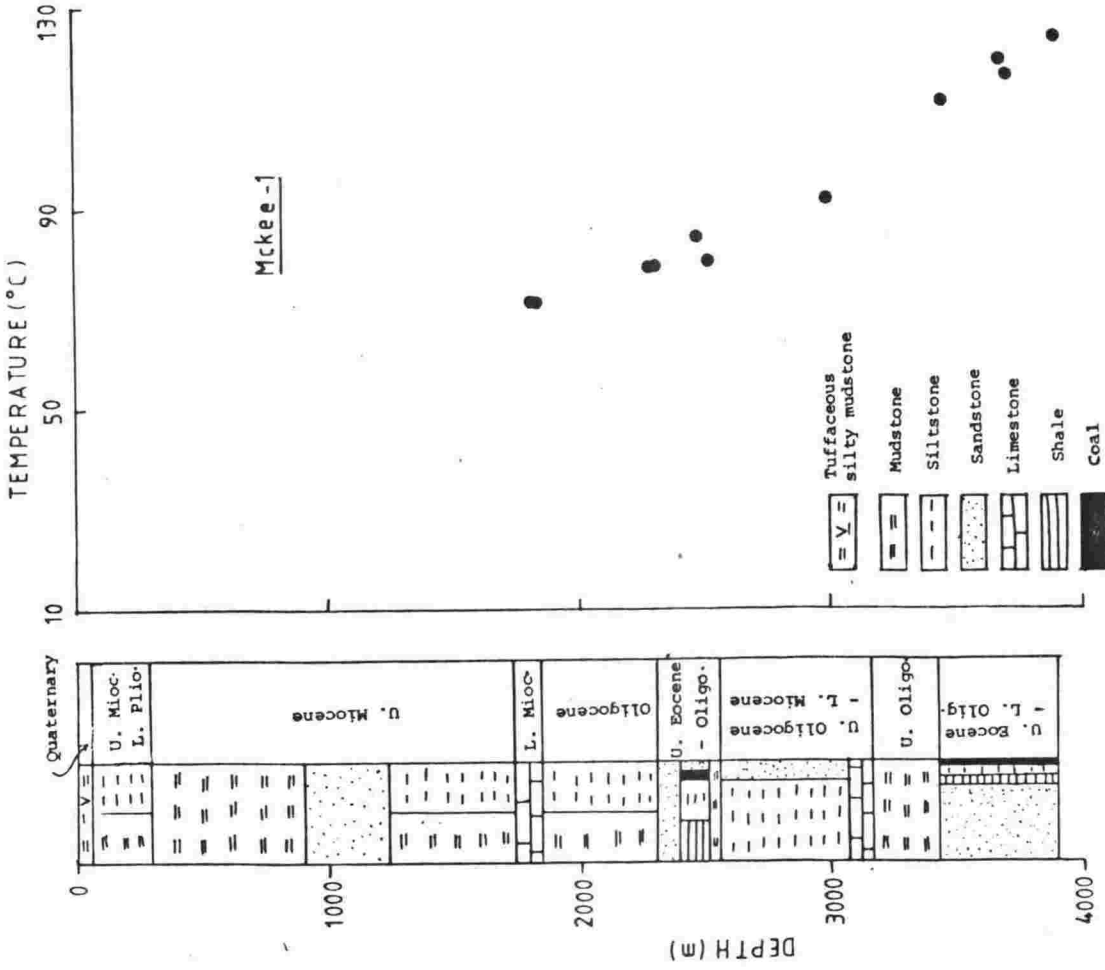 TEMPERATURE (°C)
10
50
90
130
Mckee-1
Quaternary
U. Mioc-
L. Plio-
U. Miocene
L. Mioc-
Oligocene
U. Eocene
- Oligo-
U. Oligocene
- L. Miocene
U. Oligo-
U. Eocene
- L. Olig-
0
1000
2000
3000
4000
DEPTH (m)
= V =
Tuffaceous
silty mudstone
Mudstone
Siltstone
Sandstone
Limestone
Shale
Coal